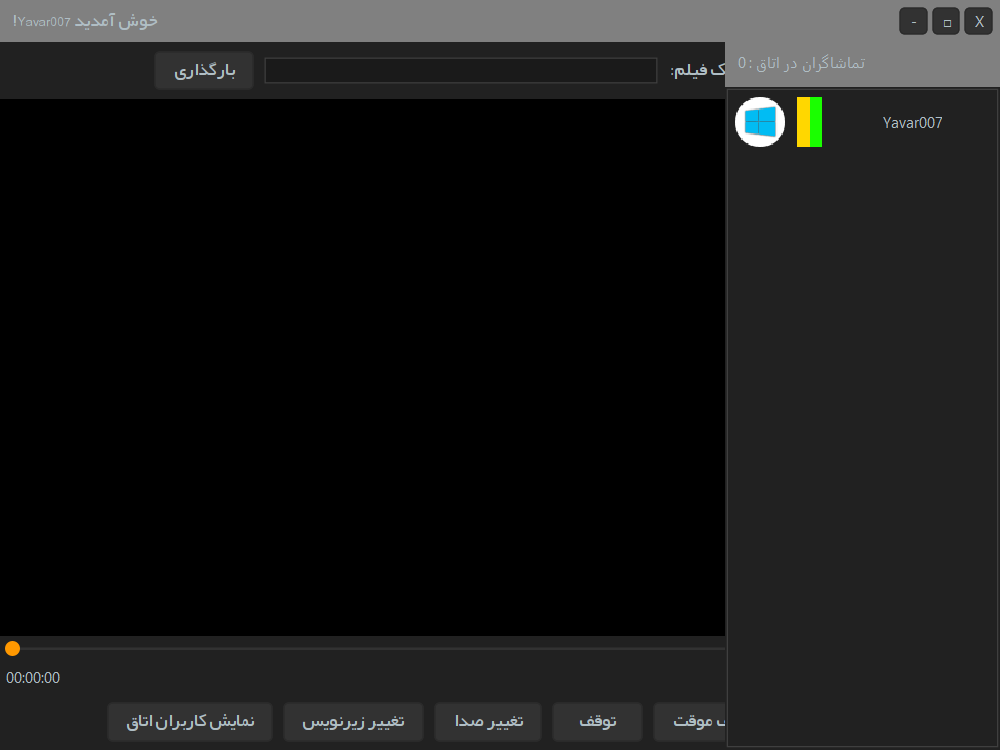 خوش آمدید Yavar007!
- □ X
تماشاگران در اتاق : 0
فیلم:
بارگذاری
Yavar007
00:00:00
موقت
توقف
تغییر صدا
تغییر زیرنویس
نمایش کاربران اتاق